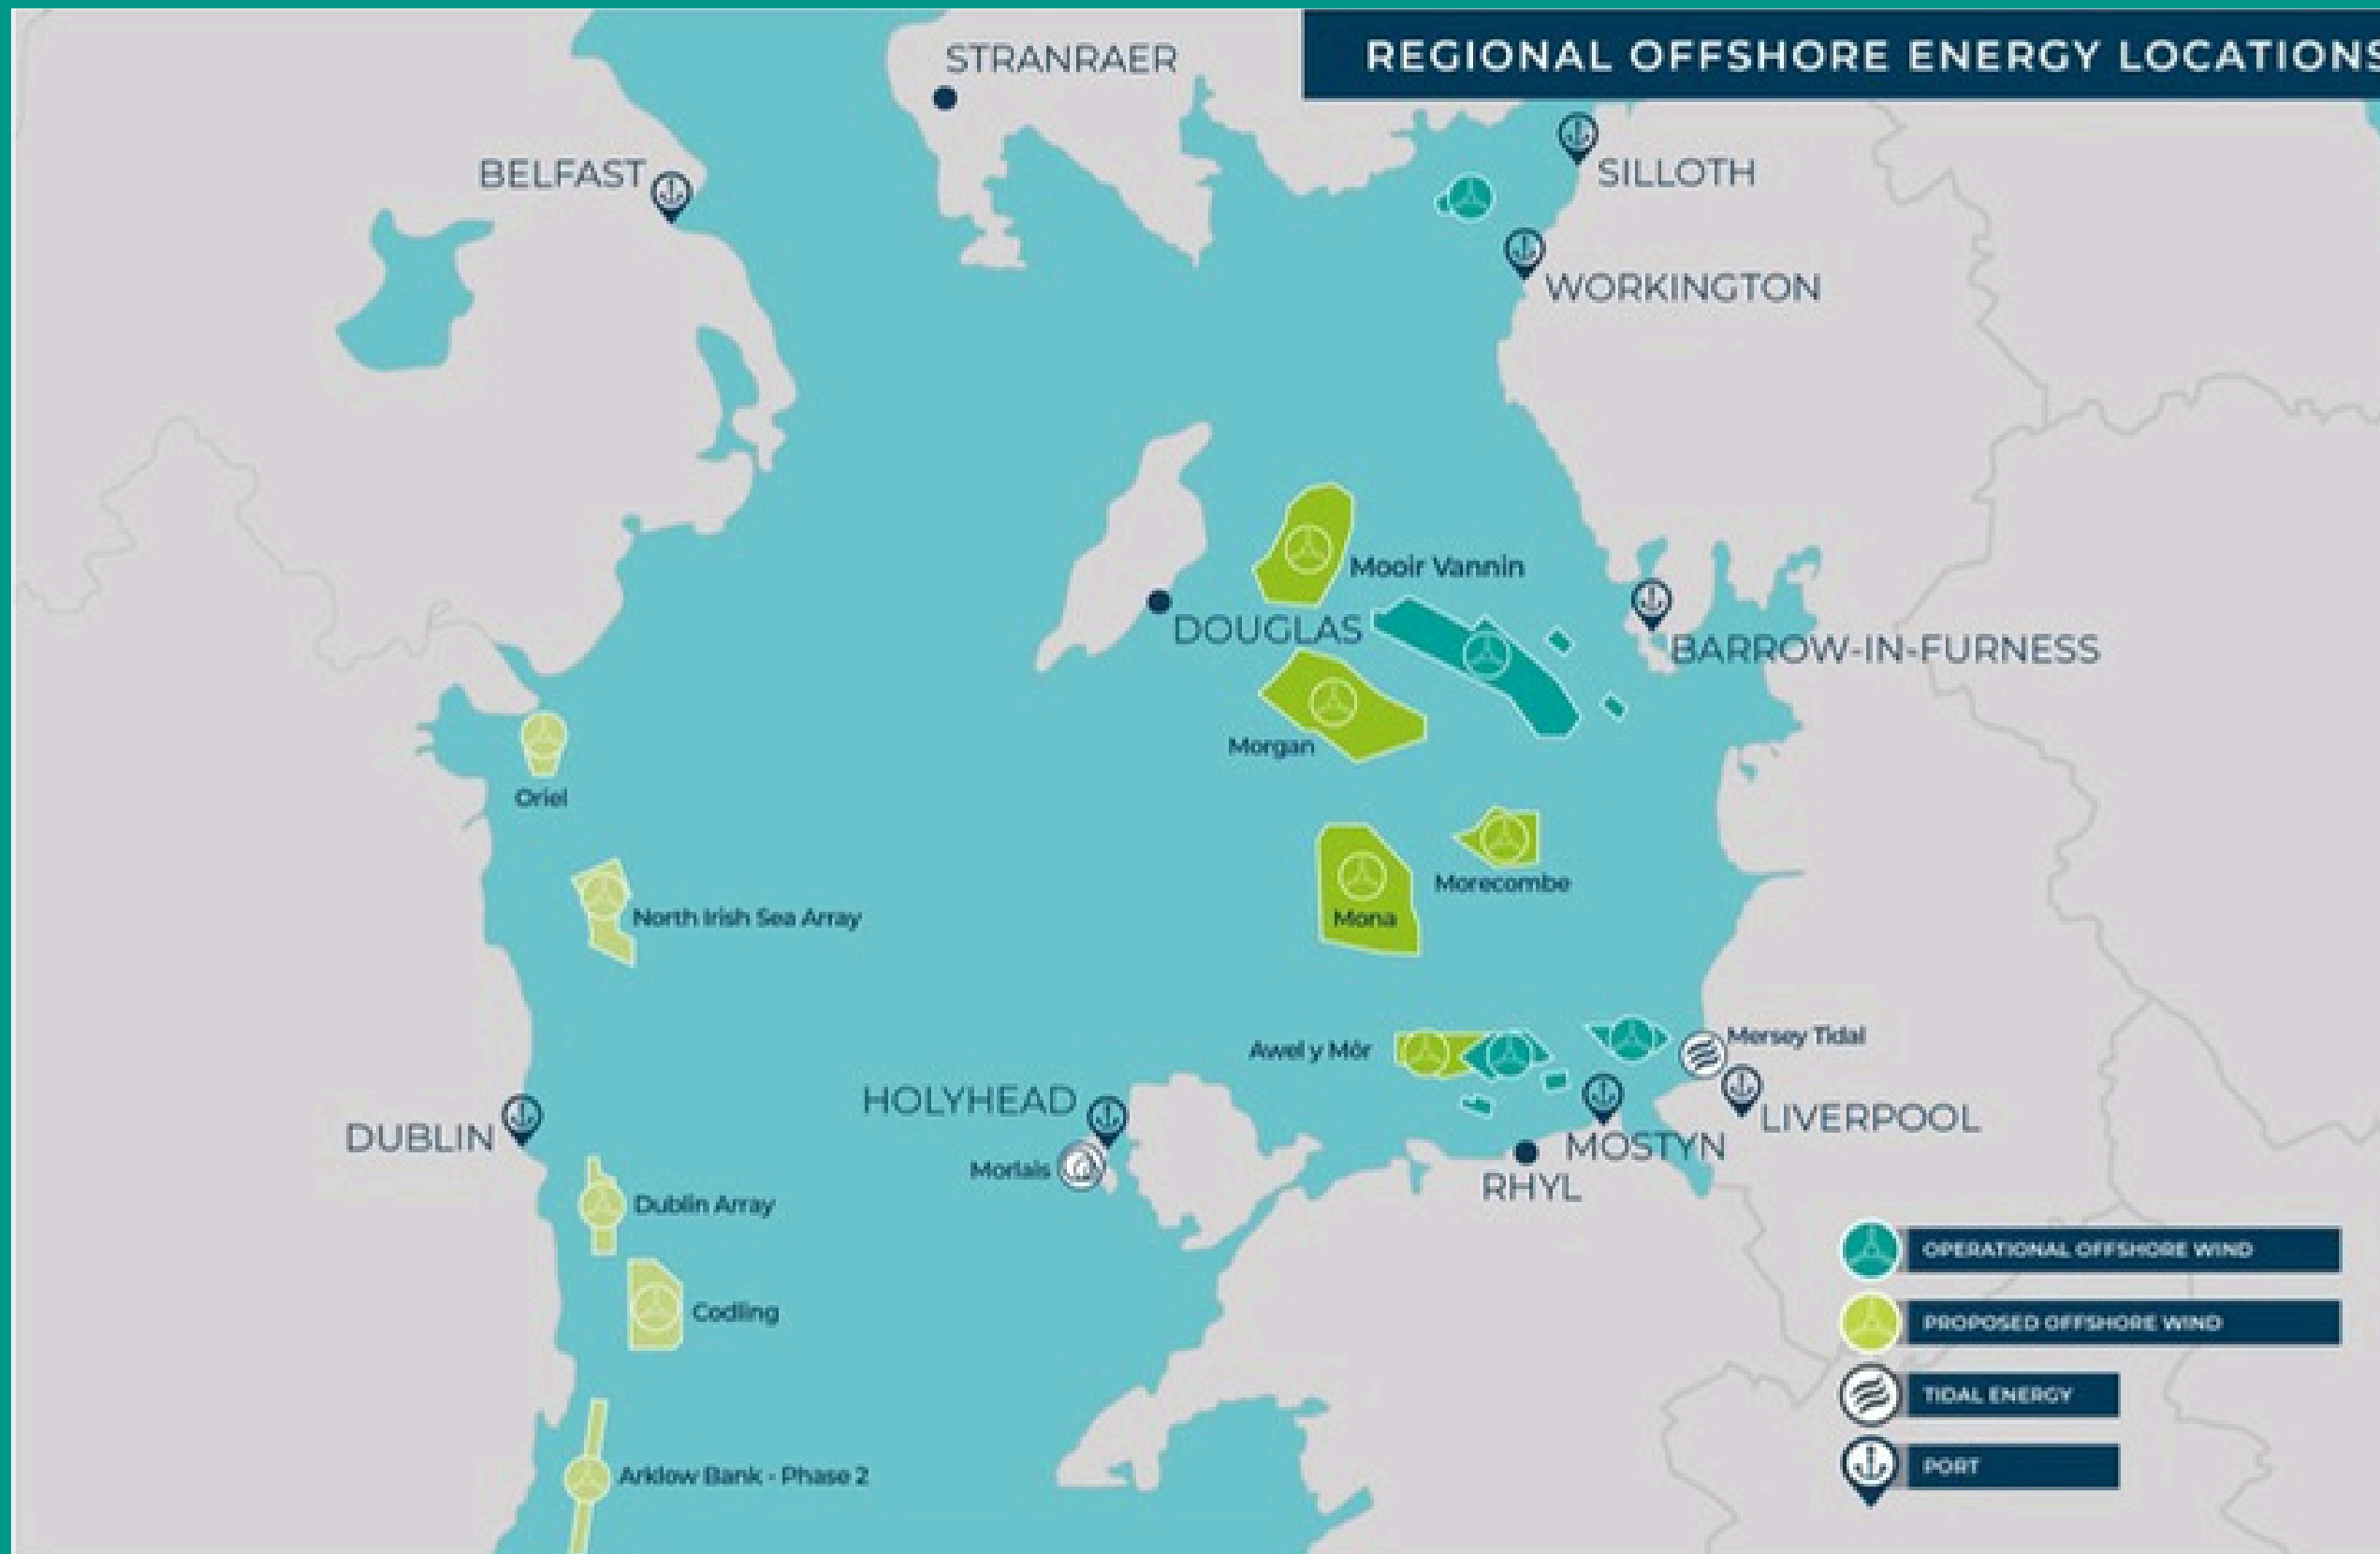 REGIONAL OFFSHORE ENERGY LOCATIONS
STRANRAER
BELFAST
SILLOTH
WORKINGTON
Mooir Vannin
DOUGLAS
BARROW-IN-FURNESS
Morgan
Oriel
Morecombe
Mona
North Irish Sea Array
Mersey Tidal
Awel y Môr
HOLYHEAD
LIVERPOOL
DUBLIN
MOSTYN
Morlais
RHYL
Dublin Array
Codling
Arklow Bank - Phase 2
OPERATIONAL OFFSHORE WIND
PROPOSED OFFSHORE WIND
TIDAL ENERGY
PORT